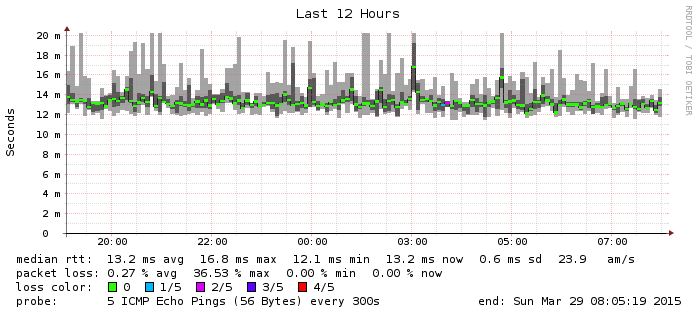 Last 12 Hours
RRDTOOL / TOBI OETIKER
Seconds
20 m
18 m
16 m
14 m
12 m
10 m
8 m
6 m
4 m
2 m
0
20:00 22:00 00:00 03:00 05:00 07:00
median rtt: 13.2 ms avg 16.8 ms max 12.1 ms min 13.2 ms now 0.6 ms sd 23.9 am/s
packet loss: 0.27 % avg 36.53 % max 0.00 % min 0.00 % now
loss color: 0 1/5 2/5 3/5 4/5
probe: 5 ICMP Echo Pings (56 Bytes) every 300s end: Sun Mar 29 08:05:19 2015